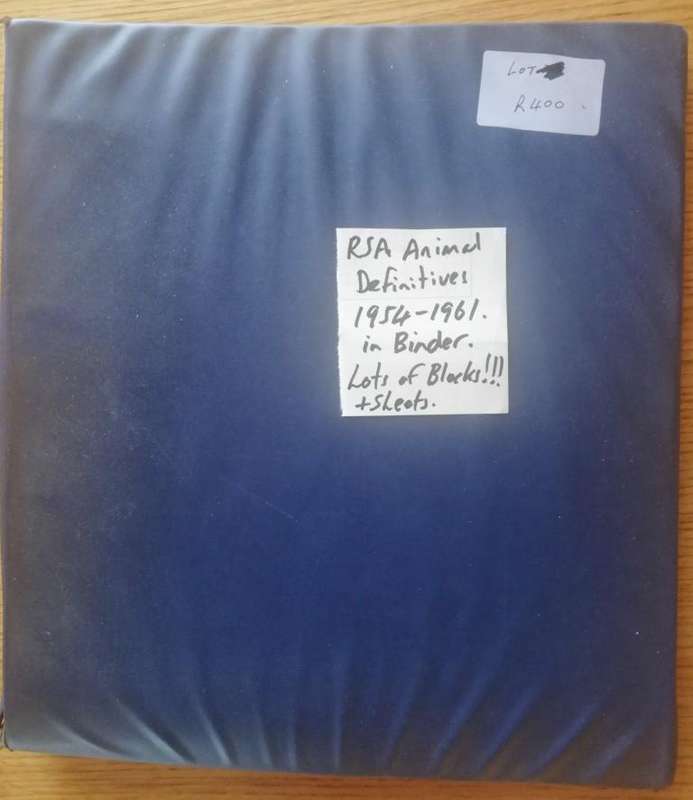 LOT
R400.
RSA Animal
Definitives
1954-1961.
in Binder.
Lots of Blocks!!!
+Sheets.